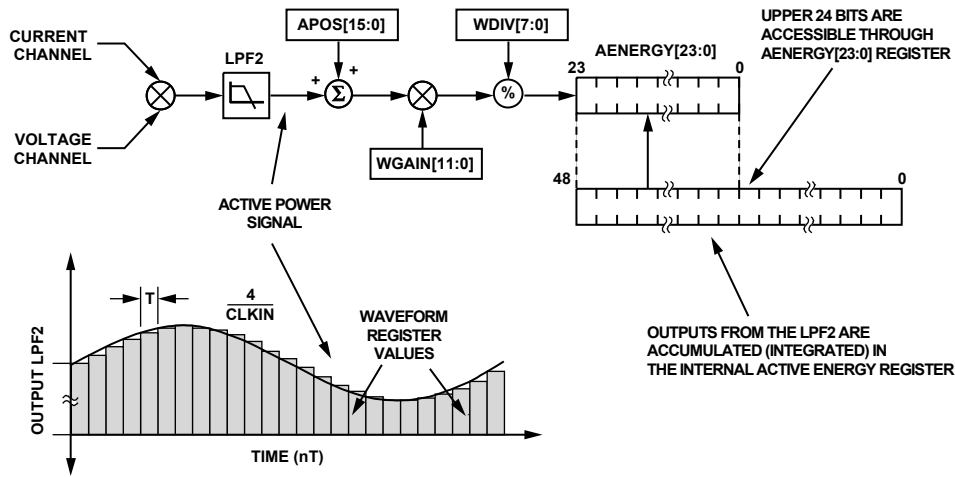 CURRENT
CHANNEL
VOLTAGE
CHANNEL
LPF2
APOS[15:0]
+
+
Σ
WGAIN[11:0]
WDIV[7:0]
%
AENERGY[23:0]
23
0
48
0
UPPER 24 BITS ARE
ACCESSIBLE THROUGH
AENERGY[23:0] REGISTER
ACTIVE POWER
SIGNAL
OUTPUTS FROM THE LPF2 ARE
ACCUMULATED (INTEGRATED) IN
THE INTERNAL ACTIVE ENERGY REGISTER
OUTPUT LPF2
T
4
CLKIN
WAVEFORM
REGISTER
VALUES
TIME (nT)